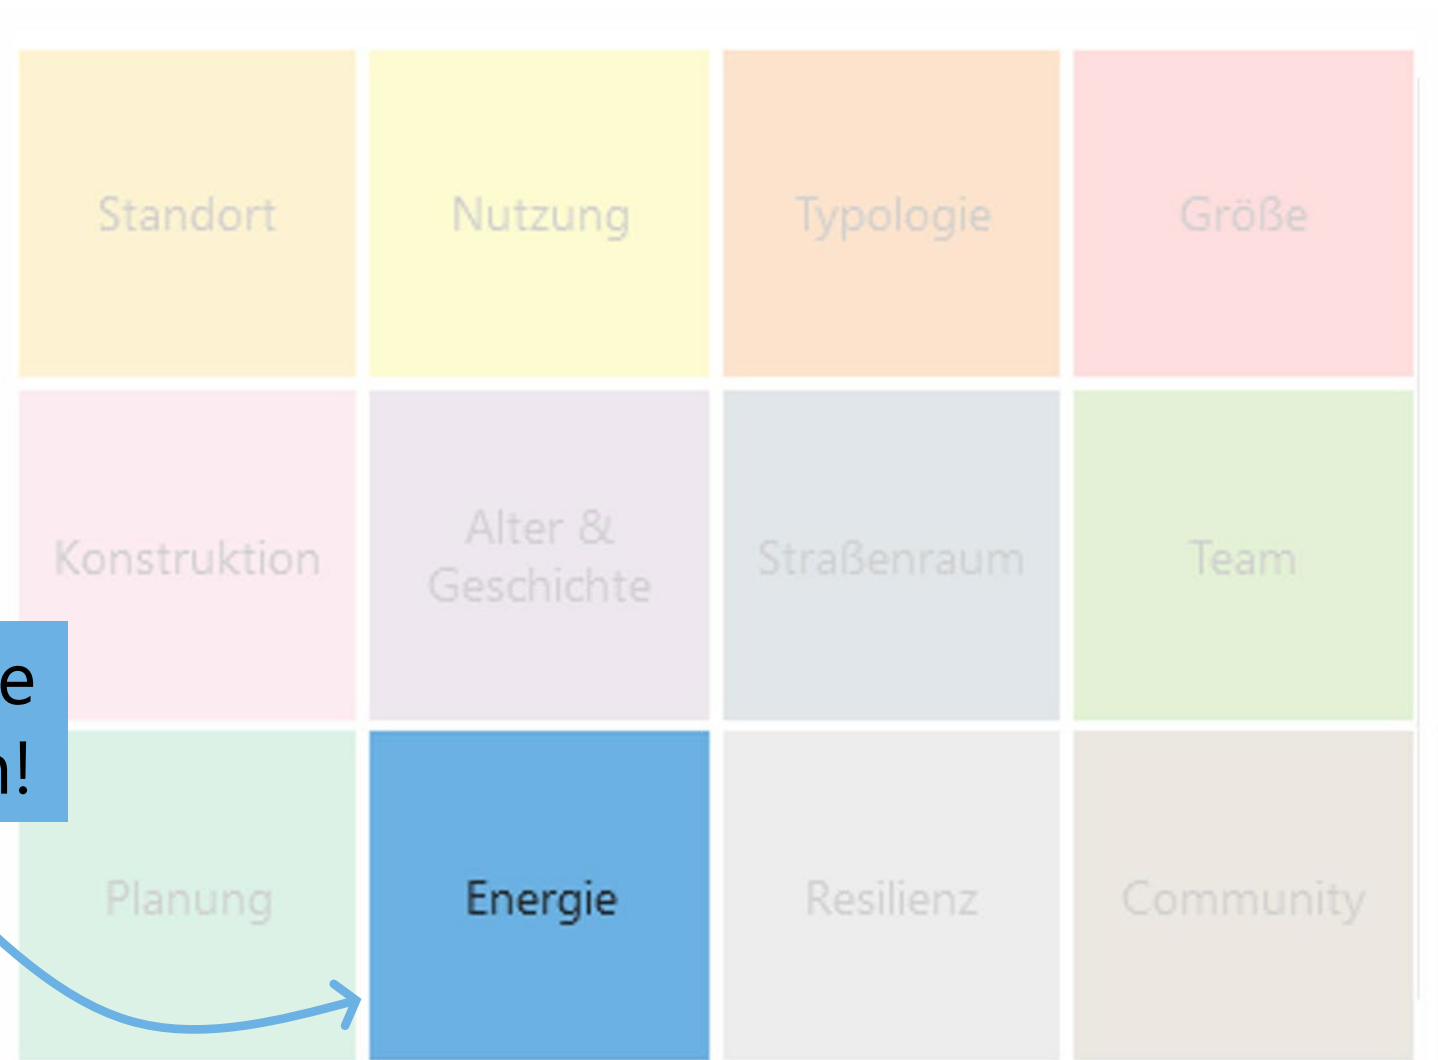 Standort
Nutzung
Typologie
Größe
Konstruktion
Alter &
Geschichte
Straßenraum
Team
Planung
Energie
Resilienz
Community